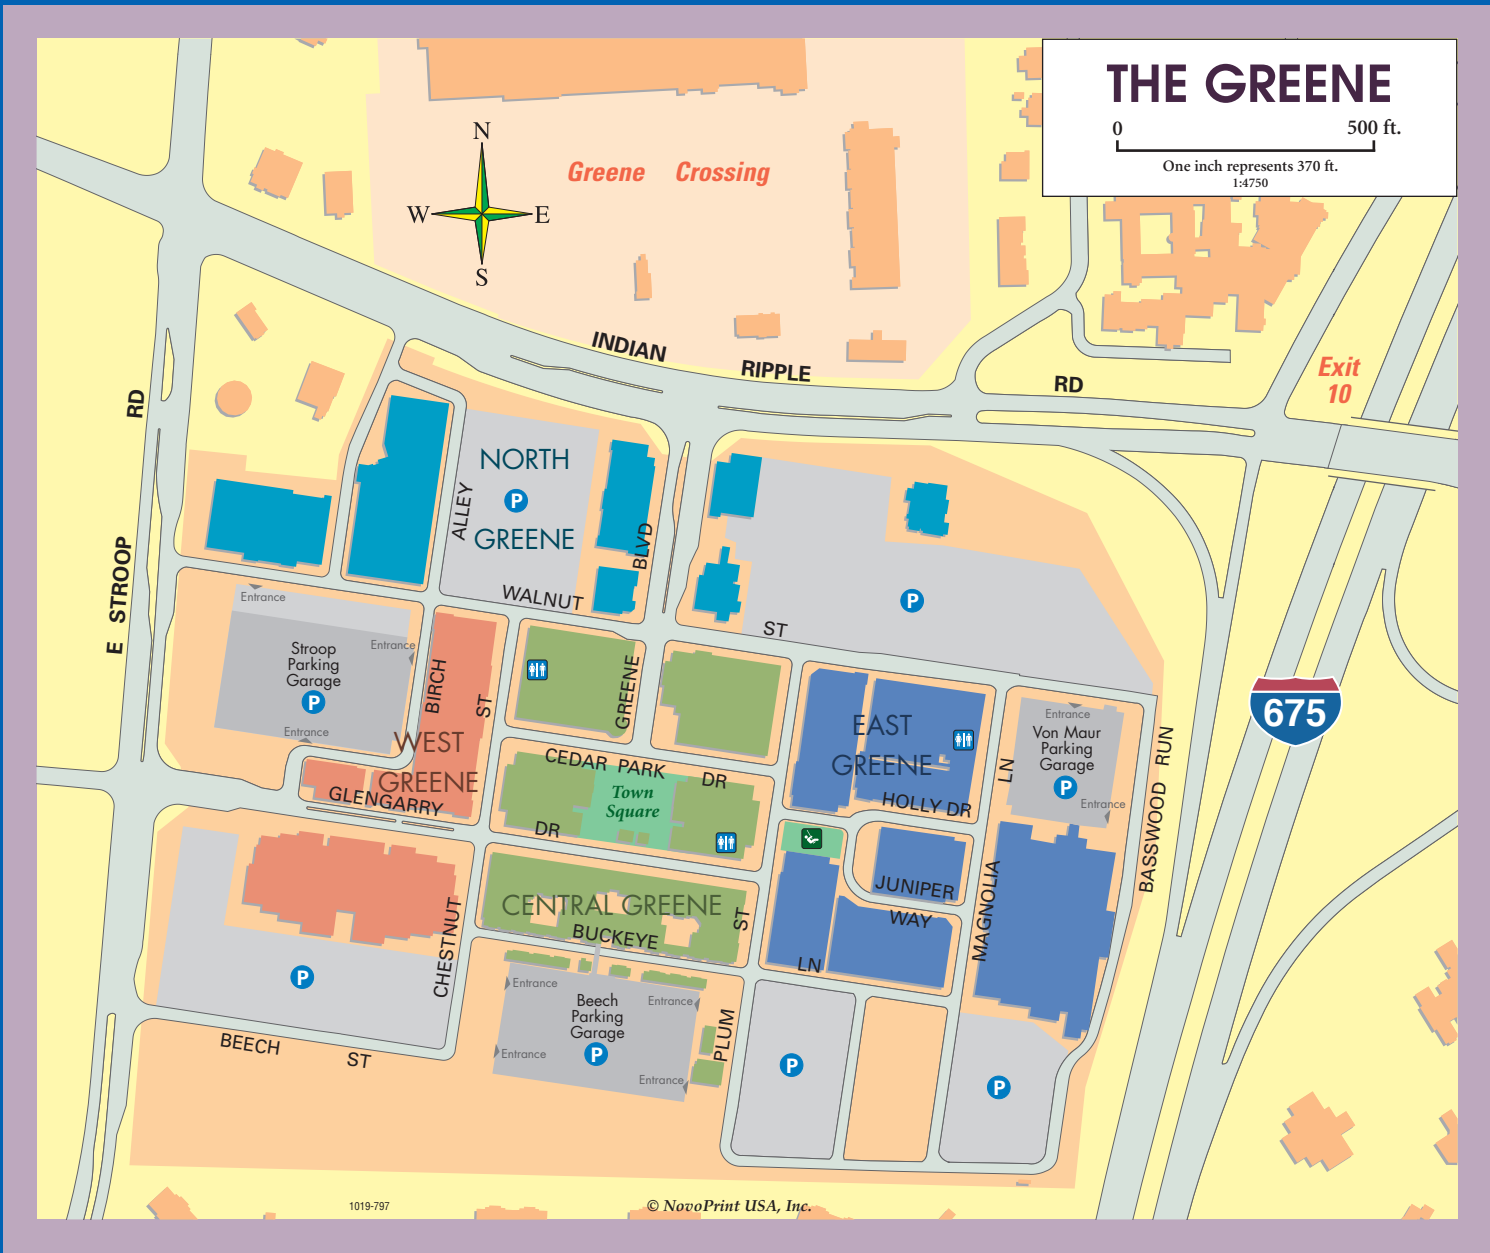 THE GREENE
0 500 ft.
One inch represents 370 ft.
1:4750
N
W E
S
Greene Crossing
INDIAN RIPPLE RD
Exit
10
RD
E STROOP
NORTH
P
GREENE
ALLEY
BLVD
WALNUT
ST
P
Entrance
Entrance
Stroop
Parking
Garage
P
Entrance
BIRCH
ST
GREENE
WEST
GREENE
GLENGARRY
DR
CEDAR PARK DR
Town
Square
EAST
GREENE
HOLLY DR
LN
Entrance
Von Maur
Parking
Garage
P
Entrance
675
BASSWOOD RUN
JUNIPER
WAY
MAGNOLIA
CENTRAL GREENE
BUCKEYE
ST
LN
CHESTNUT
P
Entrance
Entrance
Beech
Parking
Garage
P
Entrance
Entrance
PLUM
P
P
BEECH ST
1019-797
© NovoPrint USA, Inc.